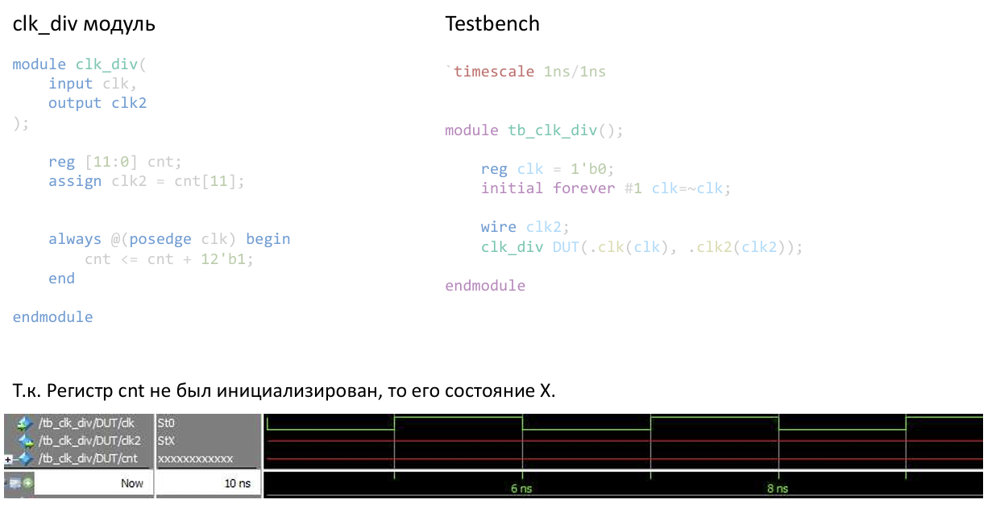 clk_div модуль
module clk_div(
    input clk,
    output clk2
);
    reg [11:0] cnt;
    assign clk2 = cnt[11];
    always @(posedge clk) begin
        cnt <= cnt + 12'b1;
    end
endmodule
Testbench
`timescale 1ns/1ns
module tb_clk_div();
    reg clk = 1'b0;
    initial forever #1 clk=~clk;
    wire clk2;
    clk_div DUT(.clk(clk), .clk2(clk2));
endmodule
Т.к. Регистр cnt не был инициализирован, то его состояние X.
/tb_clk_div/DUT/clk St0
/tb_clk_div/DUT/clk2 StX
/tb_clk_div/DUT/cnt xxxxxxxxxxxx
Now 10 ns 6 ns 8 ns